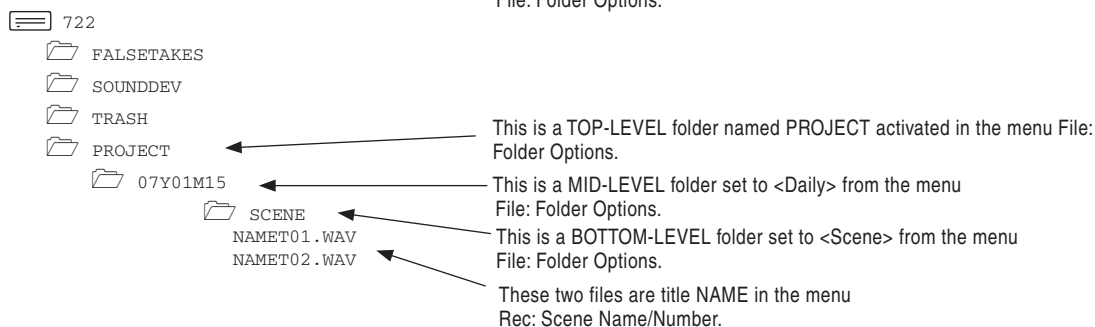 File: Folder Options.
722
FALSETAKES
SOUNDDEV
TRASH
PROJECT
This is a TOP-LEVEL folder named PROJECT activated in the menu File:
Folder Options.
07Y01M15
This is a MID-LEVEL folder set to <Daily> from the menu
File: Folder Options.
SCENE
NAMET01.WAV
NAMET02.WAV
This is a BOTTOM-LEVEL folder set to <Scene> from the menu
File: Folder Options.
These two files are title NAME in the menu
Rec: Scene Name/Number.